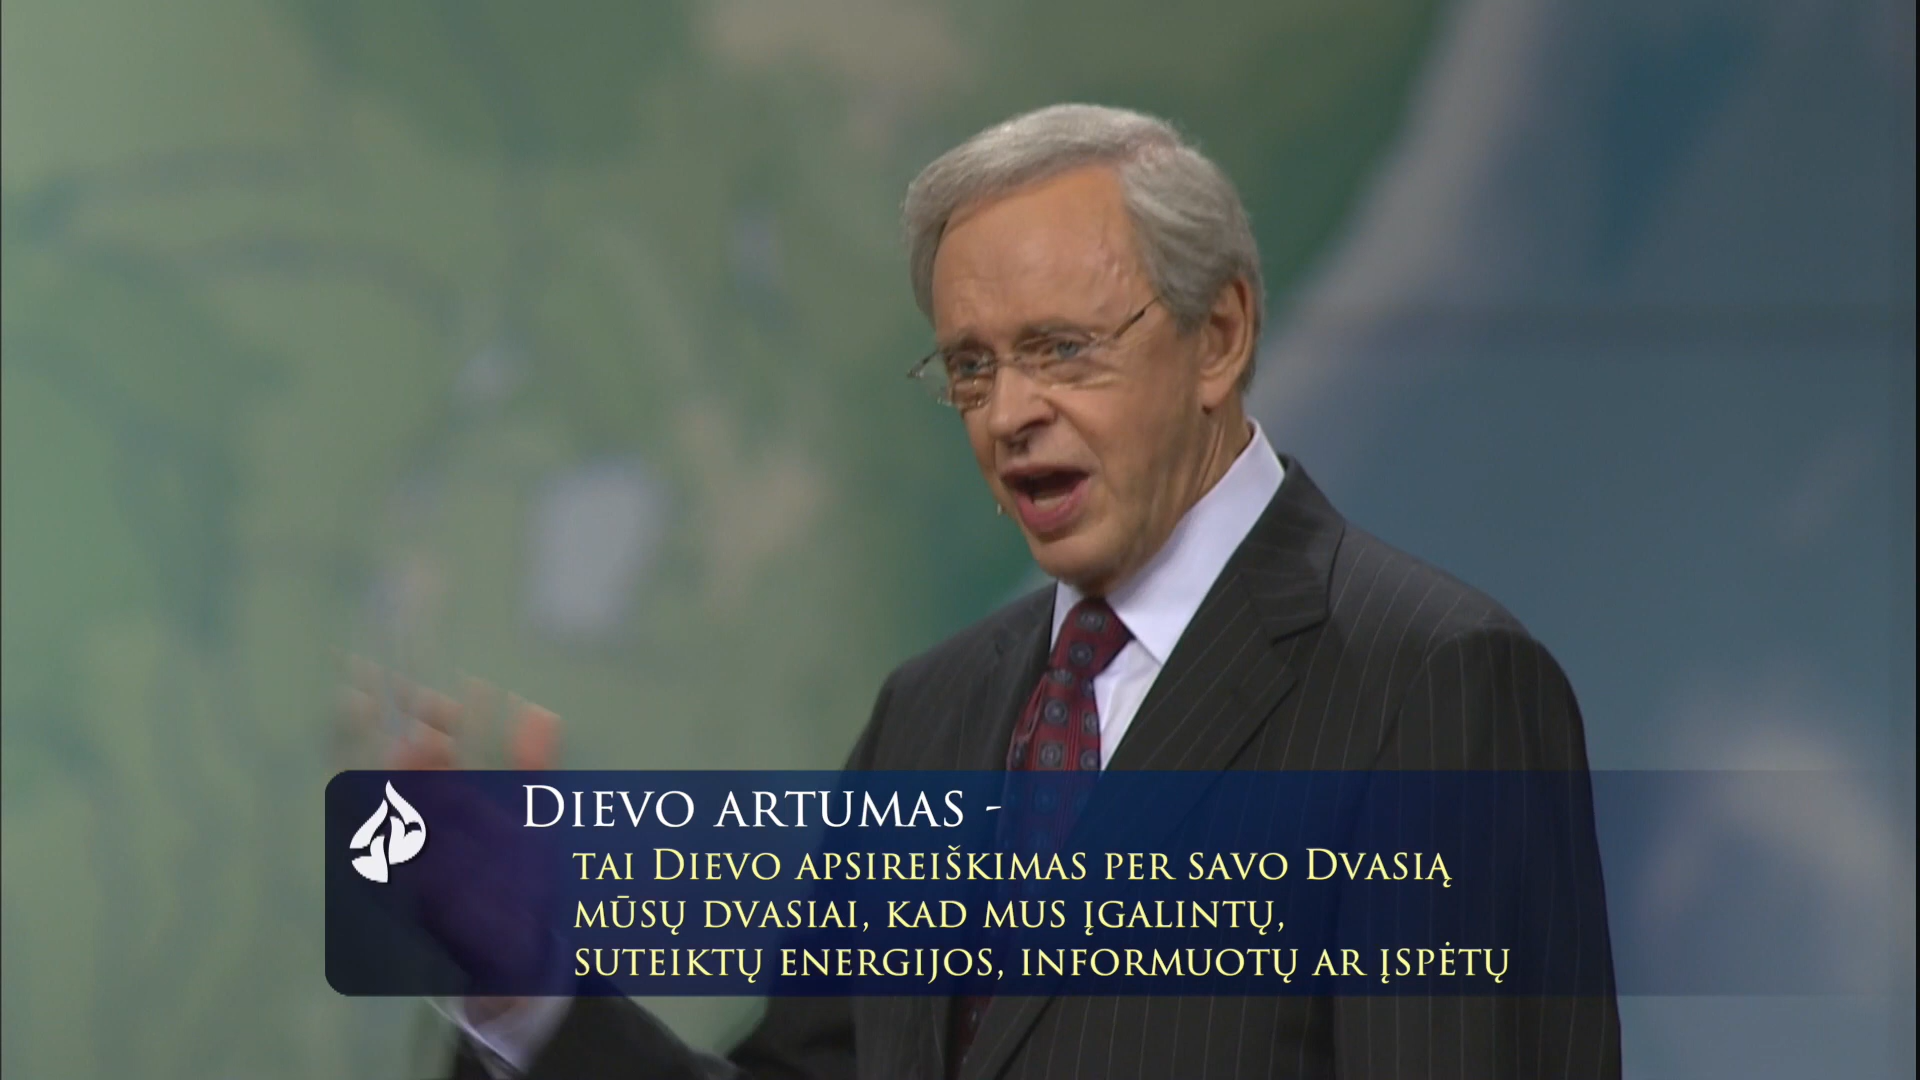 Dievo artumas -
tai Dievo apsireiškimas per savo Dvasią
mūsų dvasiai, kad mus įgalintų,
suteiktų energijos, informuotų ar įspėtų